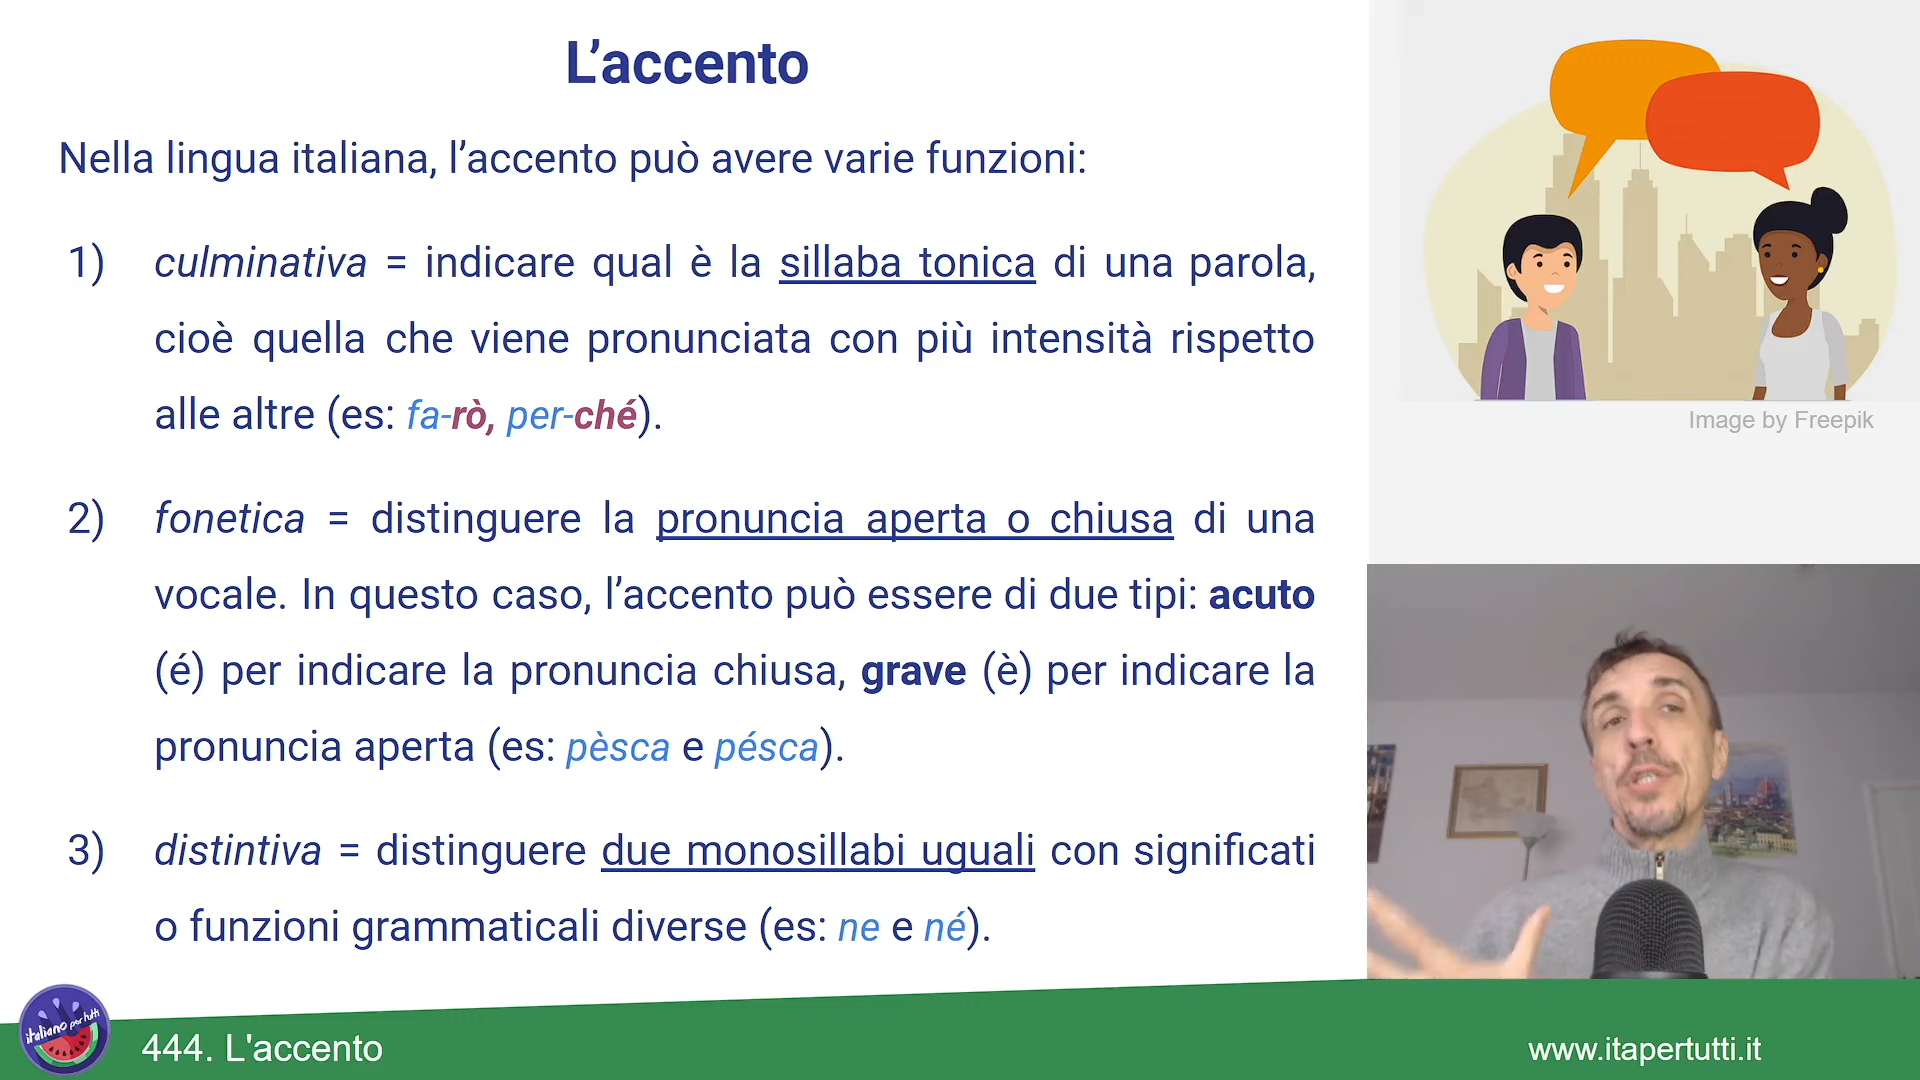 L’accento
Nella lingua italiana, l’accento può avere varie funzioni:
1) culminativa = indicare qual è la sillaba tonica di una parola,
cioè quella che viene pronunciata con più intensità rispetto
alle altre (es: fa-rò, per-ché).
2) fonetica = distinguere la pronuncia aperta o chiusa di una
vocale. In questo caso, l’accento può essere di due tipi: acuto
(é) per indicare la pronuncia chiusa, grave (è) per indicare la
pronuncia aperta (es: pèsca e pésca).
3) distintiva = distinguere due monosillabi uguali con significati
o funzioni grammaticali diverse (es: ne e né).
Image by Freepik
italiano per tutti
444. L'accento
www.itapertutti.it